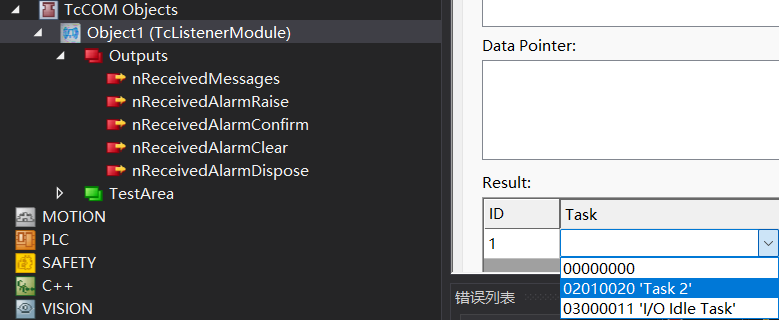 TcCOM Objects
Object1 (TcListenerModule)
Outputs
nReceivedMessages
nReceivedAlarmRaise
nReceivedAlarmConfirm
nReceivedAlarmClear
nReceivedAlarmDispose
TestArea
MOTION
PLC
SAFETY
C++
VISION
Data Pointer:
Result:
ID Task
1
00000000
02010020 'Task 2'
03000011 'I/O Idle Task'
错误列表